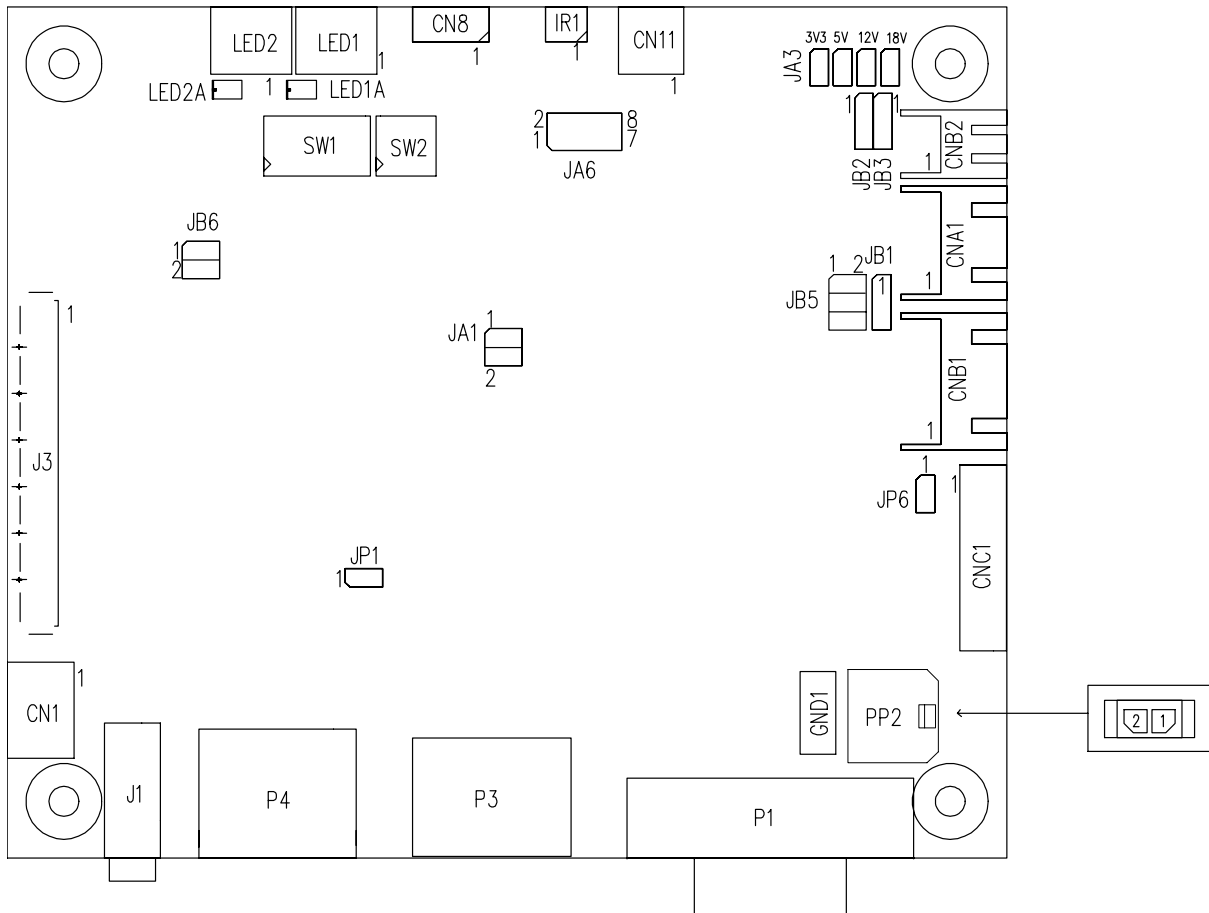 LED2
LED1
1
CN8
1
IR1
1
CN11
1
3V3 5V 12V 18V
JA3
LED2A
1
LED1A
SW1
SW2
2
1
8
7
JA6
1
1
JB2
JB3
1
CNB2
JB6
1
2
1
CNA1
1
2
JB1
1
JB5
1
J3
JA1
1
2
CNB1
1
1
JP6
1
CNC1
JP1
1
1
CN1
GND1
PP2
2 1
J1
P4
P3
P1